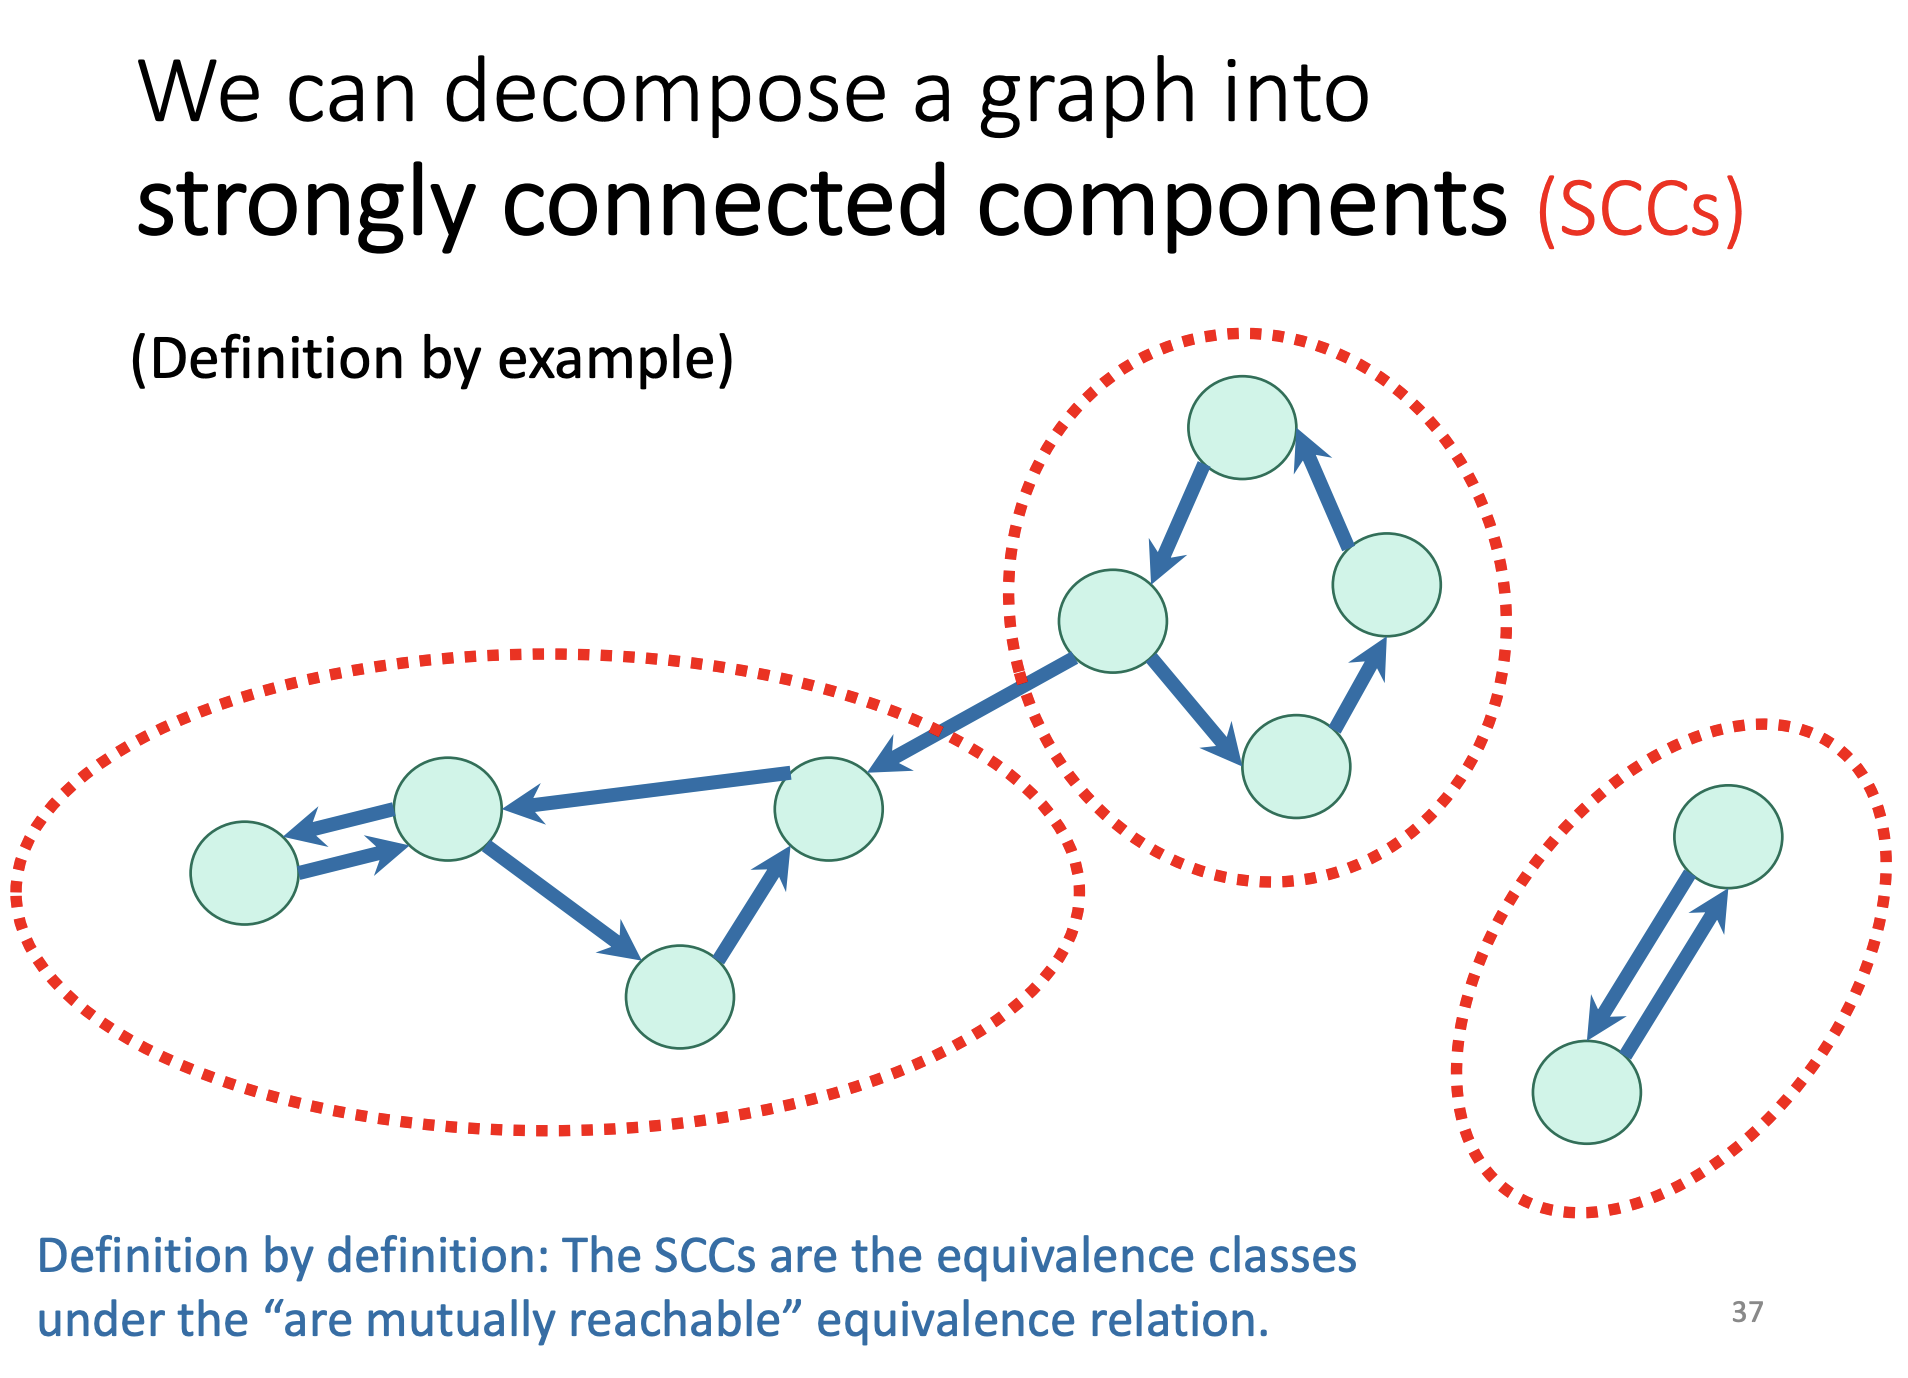 We can decompose a graph into
strongly connected components (SCCs)
(Definition by example)
Definition by definition: The SCCs are the equivalence classes
under the “are mutually reachable” equivalence relation.
37